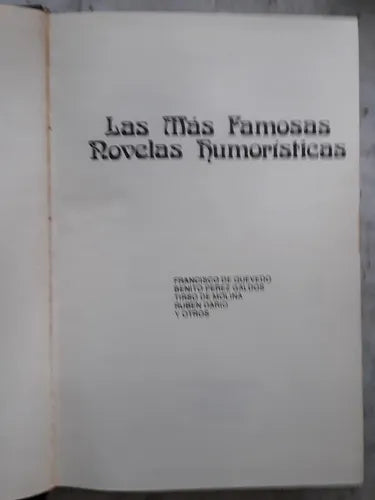 Las Más Famosas
Novelas Humorísticas
FRANCISCO DE QUEVEDO
BENITO PEREZ GALDOS
TIRSO DE MOLINA
RUBEN DARIO
Y OTROS